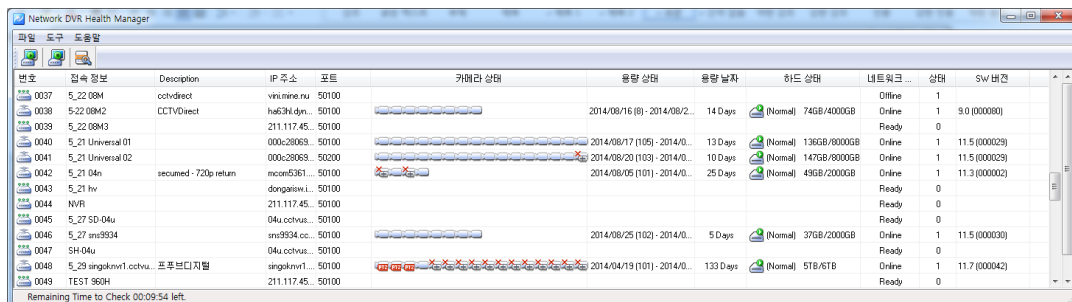 Network DVR Health Manager
파일 도구 도움말
번호 접속 정보 Description IP 주소 포트 카메라 상태 용량 상태 용량 날짜 하드 상태 네트워크 ... 상태 SW 버전
0037 5_22 08M cctvdirect vini.mine.nu 50100 Offline 1
0038 5-22 08M2 CCTVDirect ha63hl.dyn... 50100 2014/08/16 (8) - 2014/08/2... 14 Days (Normal) 74GB/4000GB Online 1 9.0 (000080)
0039 5_22 08M3 211.117.45... 50100 Ready 0
0040 5_21 Universal 01 000c28069... 50100 2014/08/17 (105) - 2014/0... 13 Days (Normal) 136GB/8000GB Online 1 11.5 (000029)
0041 5_21 Universal 02 000c28069... 50200 2014/08/20 (103) - 2014/0... 10 Days (Normal) 147GB/8000GB Online 1 11.5 (000029)
0042 5_21 04n secumed - 720p return mcom5361.... 50100 2014/08/05 (101) - 2014/0... 25 Days (Normal) 49GB/2000GB Online 1 11.3 (000002)
0043 5_21 hv dongarisw.i... 50100 Ready 0
0044 NVR 211.117.45... 50100 Ready 0
0045 5_27 SD-04u 04u.cctvus... 50100 Ready 0
0046 5_27 sns9934 sns9934.cc... 50100 2014/08/25 (102) - 2014/0... 5 Days (Normal) 37GB/2000GB Online 1 11.5 (000030)
0047 SH-04u 04u.cctvus... 50100 Ready 0
0048 5_29 singoknvr1.cctvu... 프푸브디지털 singoknvr1.... 50100 PTZ PTZ PTZ 2014/04/19 (101) - 2014/0... 133 Days (Normal) 5TB/6TB Online 1 11.7 (000042)
0049 TEST 960H 211.117.45... 50100 Ready 0
Remaining Time to Check 00:09:54 left.